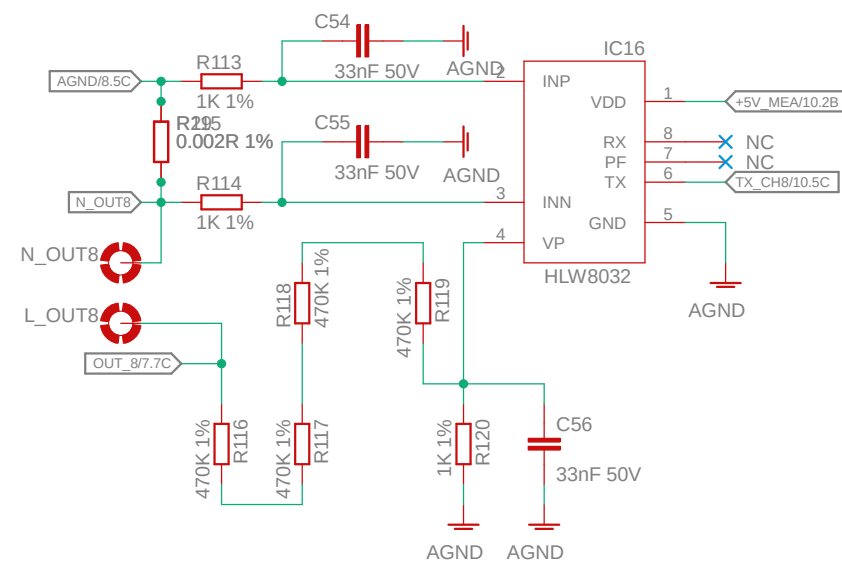 C54
IC16
R113
33nF 50V
AGND
2
INP
AGND/8.5C
1K 1%
VDD
1
+5V_MEA/10.2B
C55
0.002R 1%
RX
8
NC
PF
7
NC
33nF 50V
AGND
TX
6
TX_CH8/10.5C
R114
N_OUT8
1K 1%
3
INN
GND
5
4
VP
N_OUT8
HLW8032
AGND
L_OUT8
R118
470K 1%
470K 1%
R119
OUT_8/7.7C
470K 1%
R116
470K 1%
R117
1K 1%
R120
C56
33nF 50V
AGND
AGND